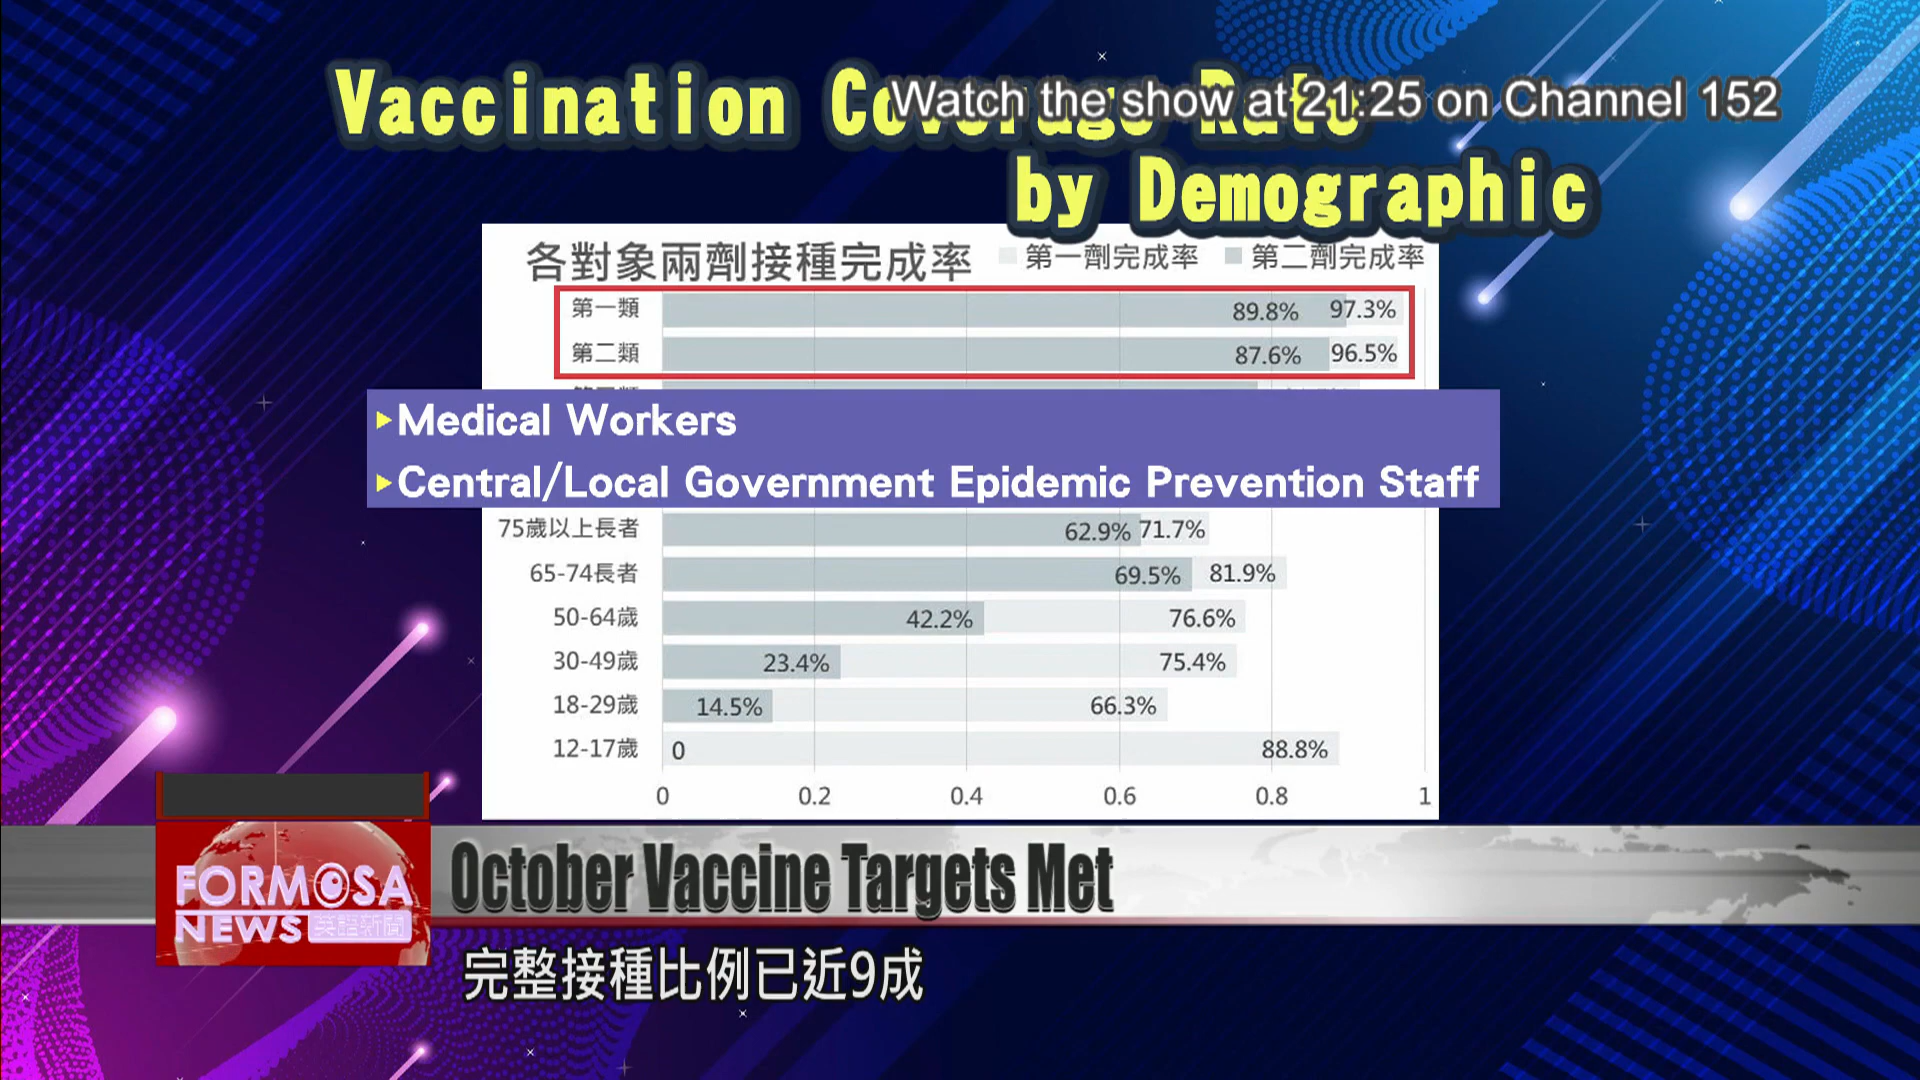 Vaccination Coverage Rate
Watch the show at 21:25 on Channel 152
by Demographic
各對象兩劑接種完成率 第一劑完成率 第二劑完成率
第一類 89.8% 97.3%
第二類 87.6% 96.5%
Medical Workers
Central/Local Government Epidemic Prevention Staff
75歲以上長者 62.9% 71.7%
65-74長者 69.5% 81.9%
50-64歲 42.2% 76.6%
30-49歲 23.4% 75.4%
18-29歲 14.5% 66.3%
12-17歲 0 88.8%
0 0.2 0.4 0.6 0.8 1
October Vaccine Targets Met
FORMOSA
NEWS 英語新聞
完整接種比例已近9成